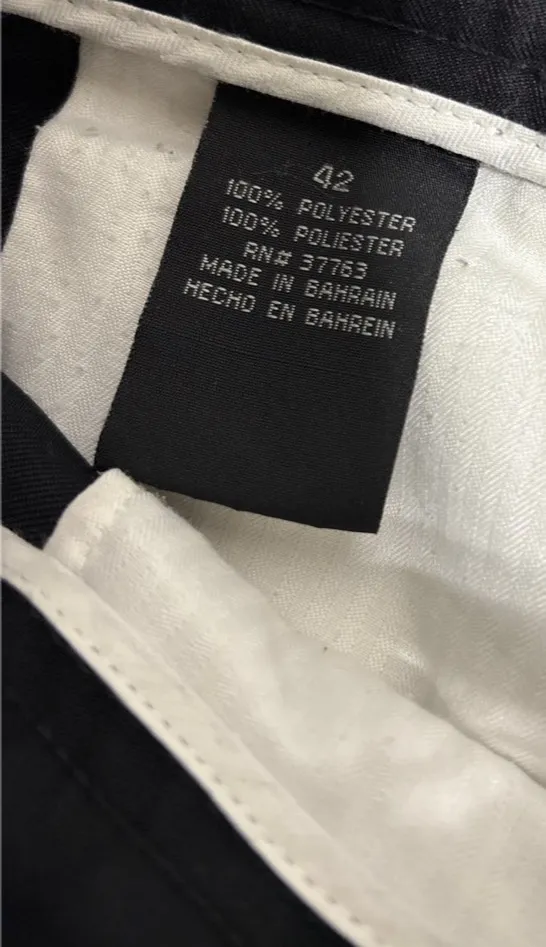 42
100% POLYESTER
100% POLIESTER
RN# 37763
MADE IN BAHRAIN
HECHO EN BAHREIN